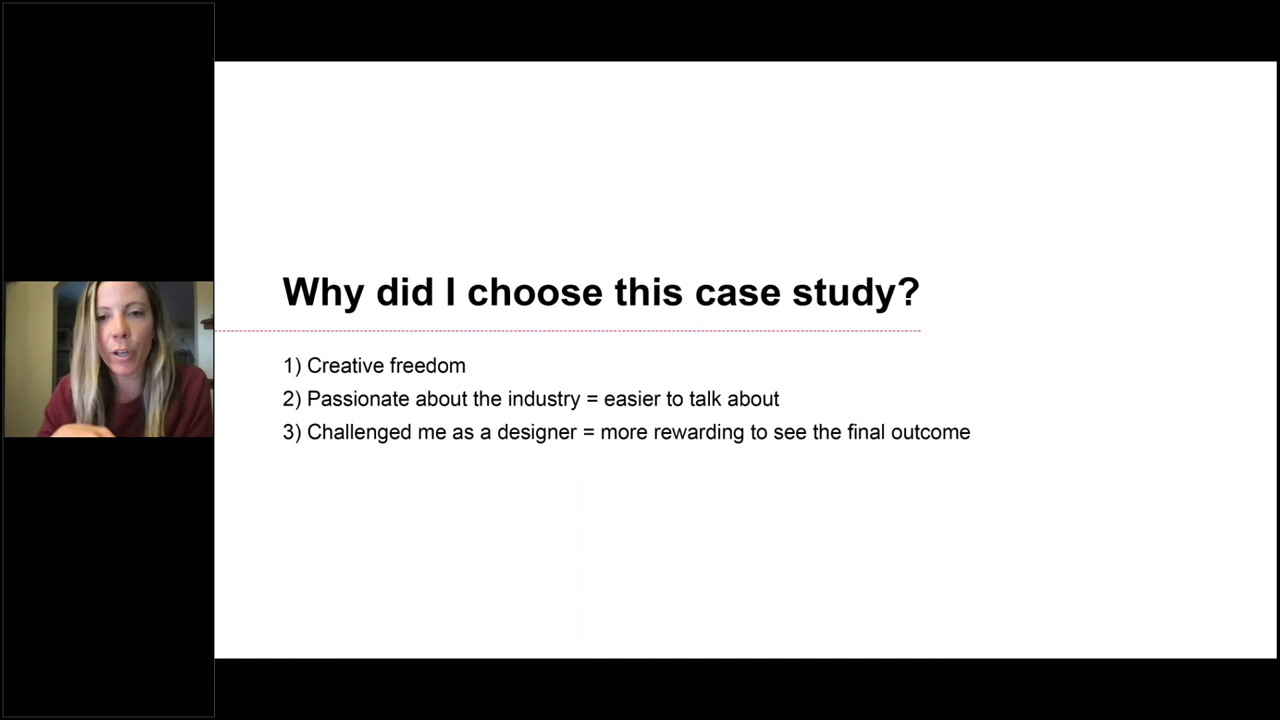 Why did I choose this case study?
1) Creative freedom
2) Passionate about the industry = easier to talk about
3) Challenged me as a designer = more rewarding to see the final outcome